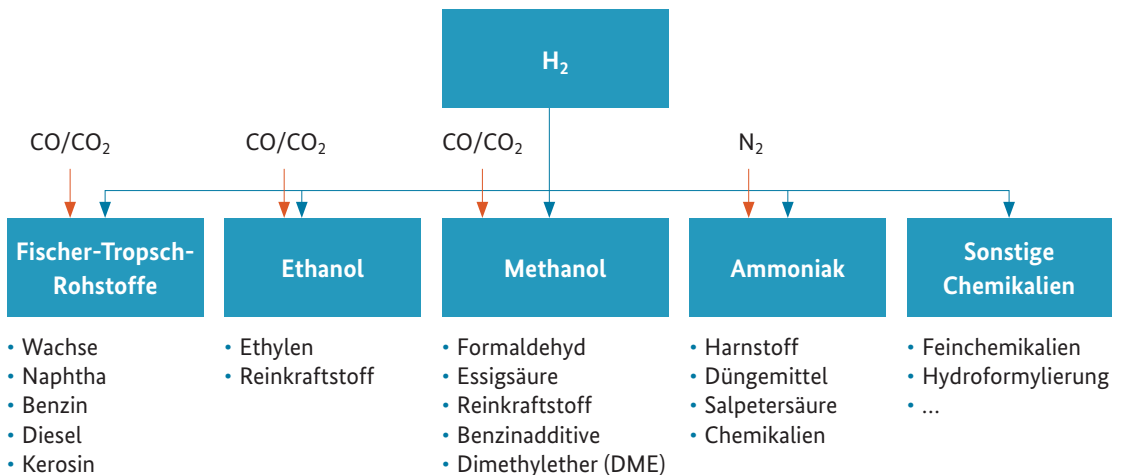 H₂
CO/CO₂
CO/CO₂
CO/CO₂
N₂
Fischer-Tropsch-
Rohstoffe
Ethanol
Methanol
Ammoniak
Sonstige
Chemikalien
• Wachse
• Naphtha
• Benzin
• Diesel
• Kerosin
• Ethylen
• Reinkraftstoff
• Formaldehyd
• Essigsäure
• Reinkraftstoff
• Benzinadditive
• Dimethylether (DME)
• Harnstoff
• Düngemittel
• Salpetersäure
• Chemikalien
• Feinchemikalien
• Hydroformylierung
• ...